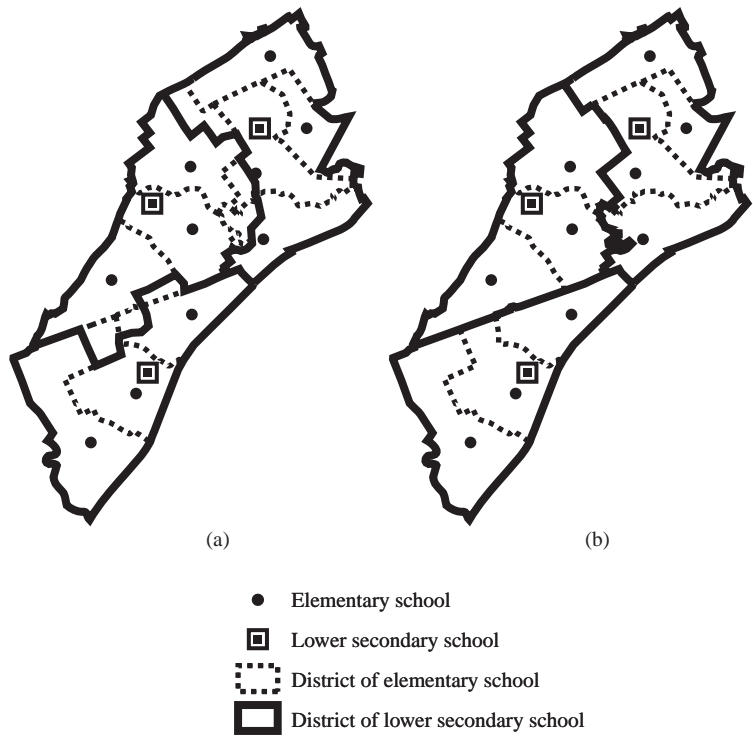 (a)
(b)
Elementary school
Lower secondary school
District of elementary school
District of lower secondary school